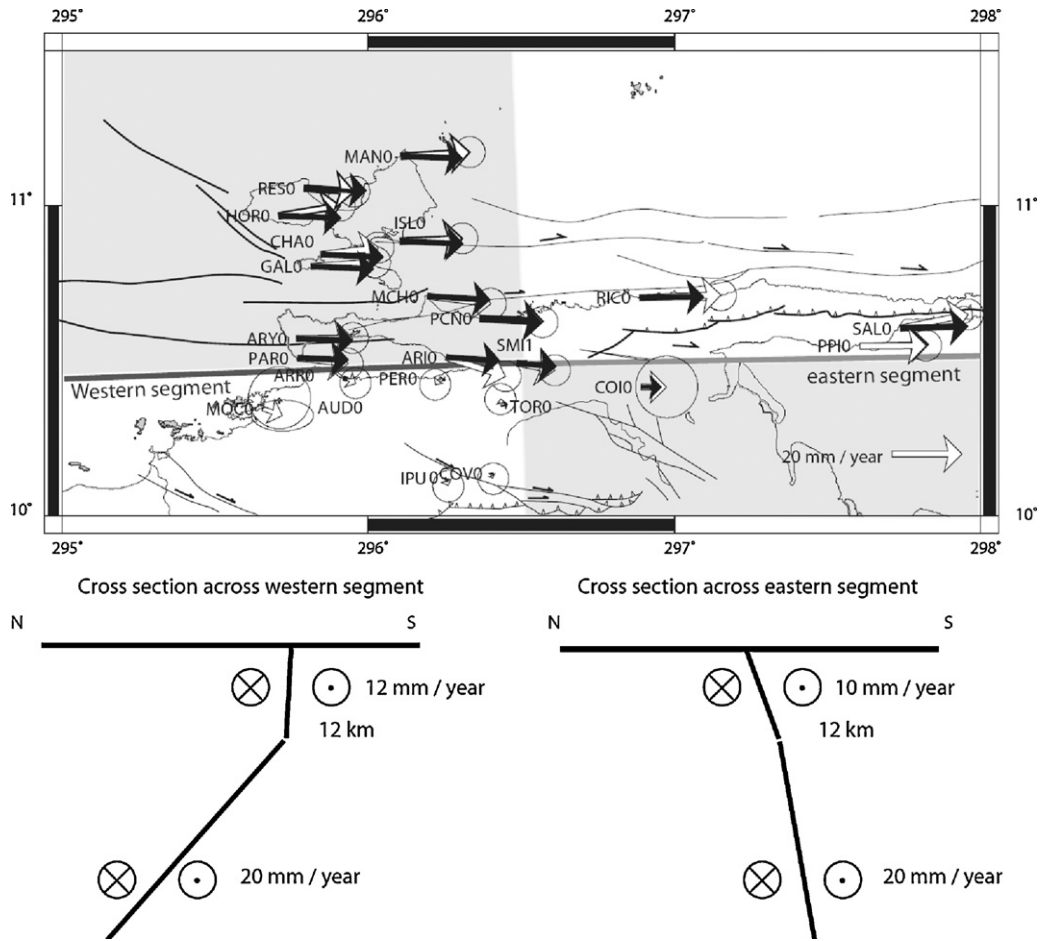 295° 296° 297° 298°
MAN0
11° 11°
RES0
HOR0
ISL0
CHA0
GAL0
MCH0 RIC0
PCN0
SAL0
ARY0 SMI1
PPI0
PAR0 ARI0
Western segment ARR0 PER0 COI0 eastern segment
MOC0 AUD0 TOR0
20 mm / year
IPU0 COV0
10° 10°
295° 296° 297° 298°
Cross section across western segment Cross section across eastern segment
N S N S
12 mm / year 10 mm / year
12 km 12 km
20 mm / year 20 mm / year